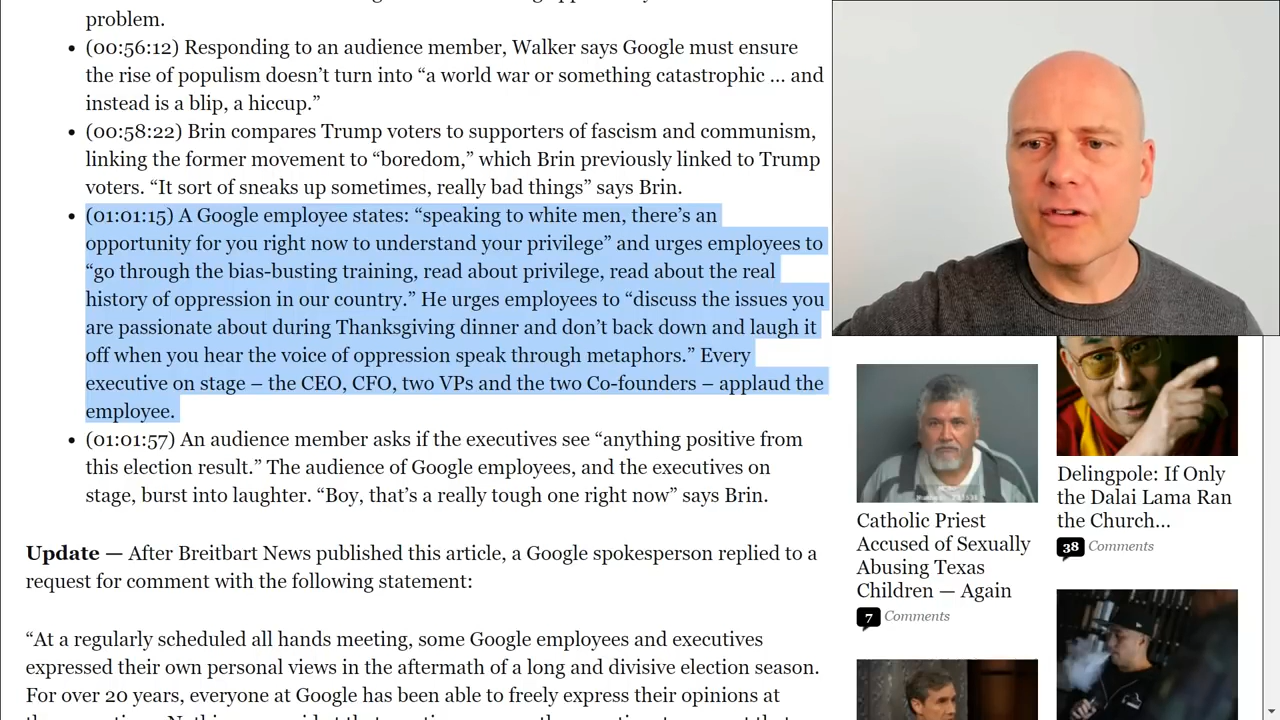 problem.
• (00:56:12) Responding to an audience member, Walker says Google must ensure
the rise of populism doesn’t turn into “a world war or something catastrophic … and
instead is a blip, a hiccup.”
• (00:58:22) Brin compares Trump voters to supporters of fascism and communism,
linking the former movement to “boredom,” which Brin previously linked to Trump
voters. “It sort of sneaks up sometimes, really bad things” says Brin.
• (01:01:15) A Google employee states: “speaking to white men, there’s an
opportunity for you right now to understand your privilege” and urges employees to
“go through the bias-busting training, read about privilege, read about the real
history of oppression in our country.” He urges employees to “discuss the issues you
are passionate about during Thanksgiving dinner and don’t back down and laugh it
off when you hear the voice of oppression speak through metaphors.” Every
executive on stage – the CEO, CFO, two VPs and the two Co-founders – applaud the
employee.
• (01:01:57) An audience member asks if the executives see “anything positive from
this election result.” The audience of Google employees, and the executives on
stage, burst into laughter. “Boy, that’s a really tough one right now” says Brin.
Update — After Breitbart News published this article, a Google spokesperson replied to a
request for comment with the following statement:
“At a regularly scheduled all hands meeting, some Google employees and executives
expressed their own personal views in the aftermath of a long and divisive election season.
For over 20 years, everyone at Google has been able to freely express their opinions at
Catholic Priest
Accused of Sexually
Abusing Texas
Children — Again
7 Comments
Delingpole: If Only
the Dalai Lama Ran
the Church…
38 Comments